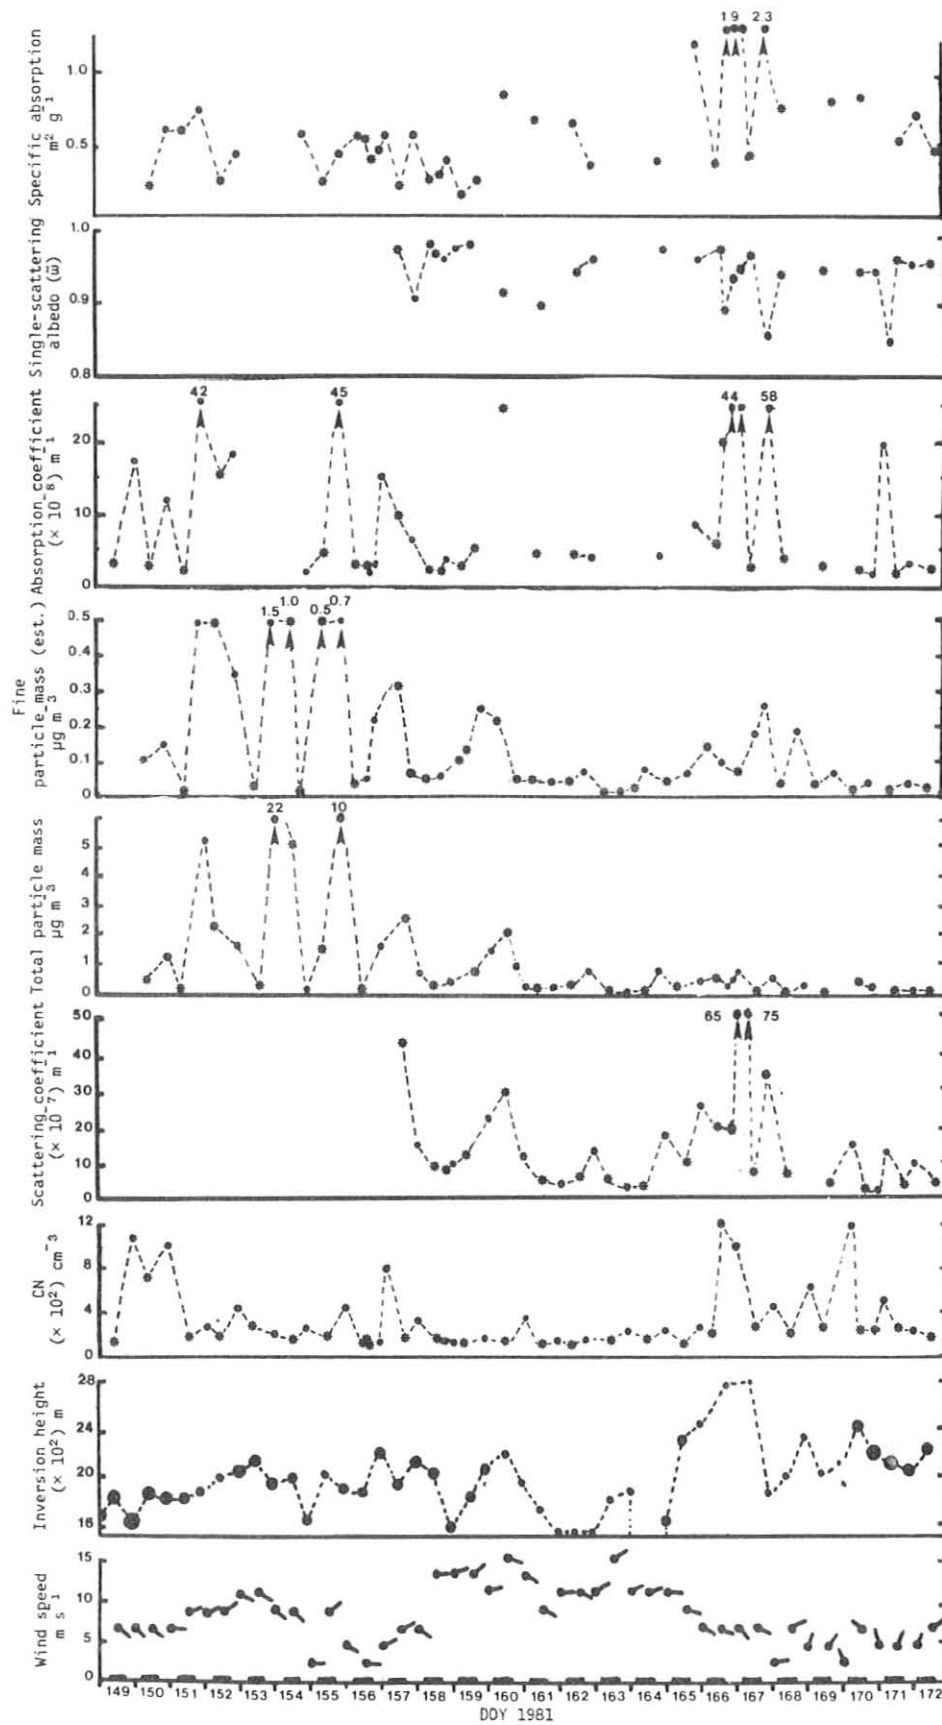 1 9 2 3
Specific absorption
m² g⁻¹
1.0
0.5
Single-scattering
albedo (ω̄)
1.0
0.9
0.8
Absorption coefficient
(× 10⁻⁸) m⁻¹
42 45 44 58
20
10
0
Fine
particle mass (est.)
μg m⁻³
1.5 1.0 0.5 0.7
0.5
0.4
0.3
0.2
0.1
0
Total particle mass
μg m⁻³
22 10
5
4
3
2
1
0
Scattering coefficient
(× 10⁻⁷) m⁻¹
65 75
50
40
30
20
10
0
CN
(× 10²) cm⁻³
12
8
4
0
Inversion height
(× 10²) m
28
24
20
16
Wind speed
m s⁻¹
15
10
5
0
149 150 151 152 153 154 155 156 157 158 159 160 161 162 163 164 165 166 167 168 169 170 171 172
DOY 1981